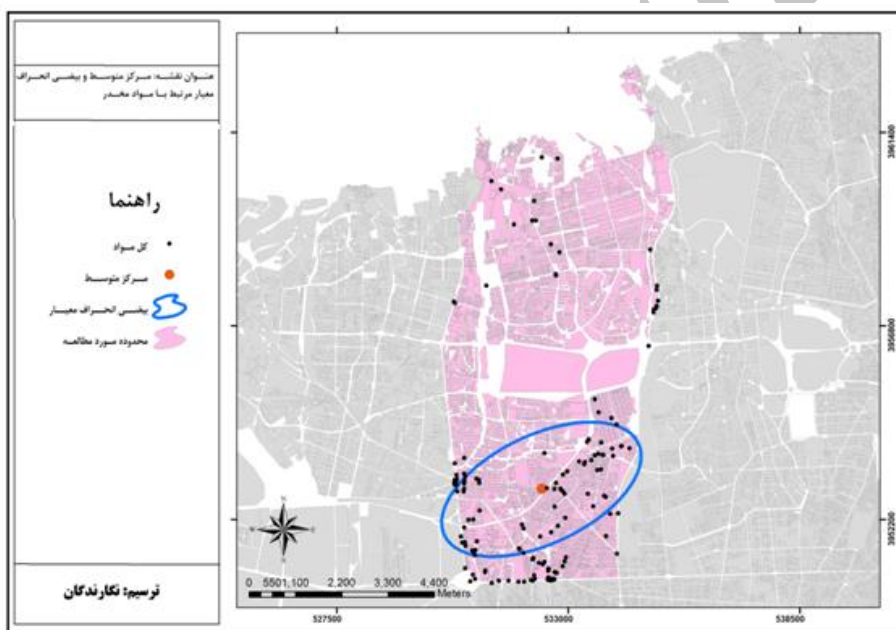 عنوان نقشه: مرکز متوسط و بیضی انحراف
معیار مرتبط با مواد مخدر
راهنما
کل مواد
مرکز متوسط
بیضی انحراف معیار
محدوده مورد مطالعه
ترسیم: نگارندگان
0 5501,100 2,200 3,300 4,400
Meters
527500
533000
538500
3961400
3956800
3952200